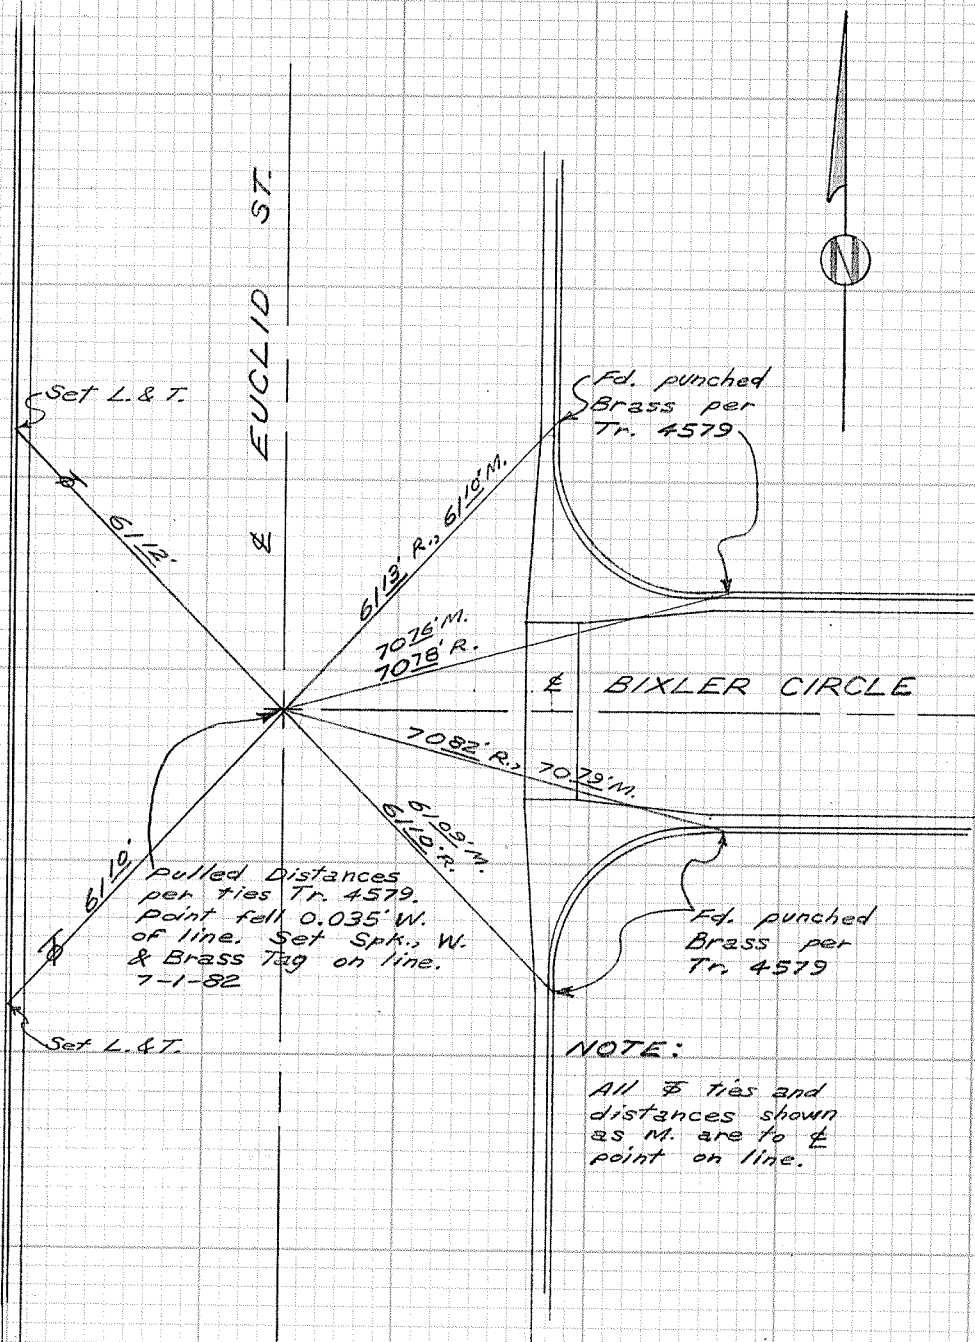 EUCLID ST.
℄
N
Set L. & T.
61 12'
Fd. punched
Brass per
Tr. 4579
61 13' R., 61 10' M.
70 76' M.
70 78' R.
℄ BIXLER CIRCLE
70 82' R., 70 79' M.
61 09' M.
61 10' R.
61 10'
Pulled Distances
per ties Tr. 4579.
Point fell 0.035' W.
of line. Set Spk., W.
& Brass Tag on line.
7-1-82
Fd. punched
Brass per
Tr. 4579
Set L. & T.
NOTE:
All ties and
distances shown
as M. are to ℄
point on line.